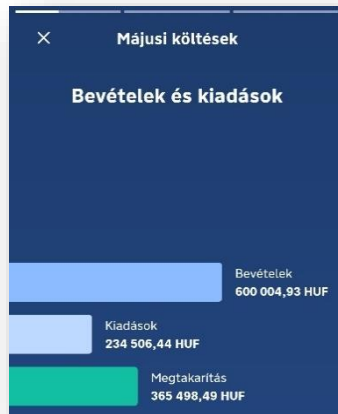 Májusi költések
Bevételek és kiadások
Bevételek
600 004,93 HUF
Kiadások
234 506,44 HUF
Megtakarítás
365 498,49 HUF